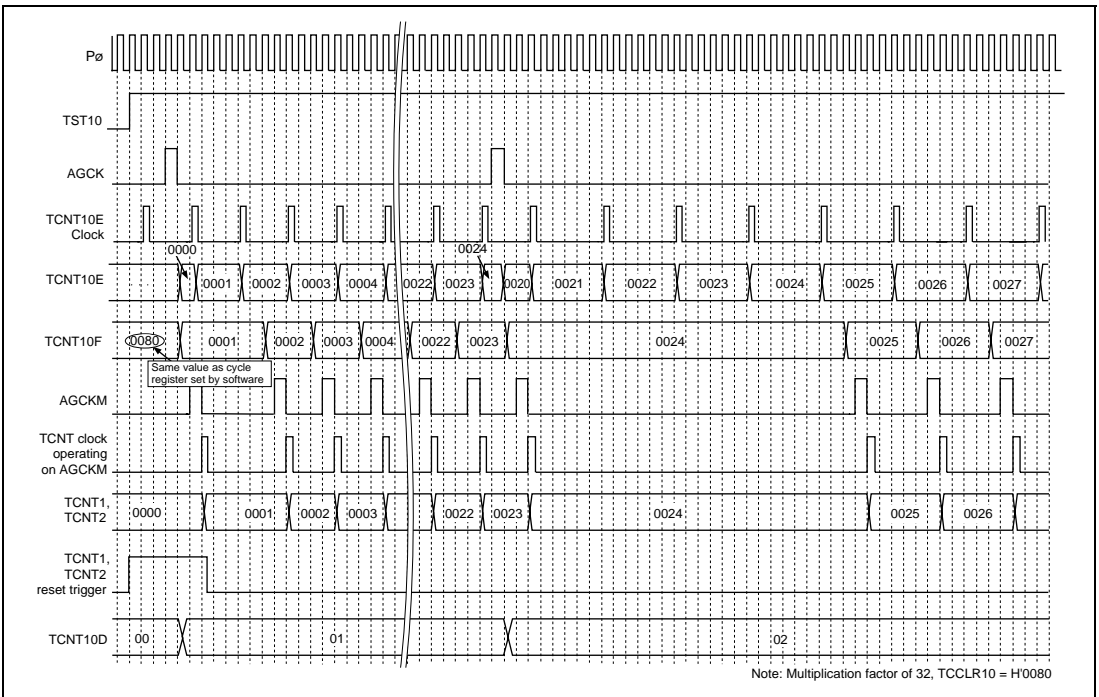 Pø
TST10
AGCK
TCNT10E
Clock
0000
0024
TCNT10E
0001 0002 0003 0004 0022 0023 0020 0021 0022 0023 0024 0025 0026 0027
TCNT10F
0080 0001 0002 0003 0004 0022 0023 0024 0025 0026 0027
Same value as cycle
register set by software
AGCKM
TCNT clock
operating
on AGCKM
TCNT1,
TCNT2
0000 0001 0002 0003 0022 0023 0024 0025 0026
TCNT1,
TCNT2
reset trigger
TCNT10D
00 01 02
Note: Multiplication factor of 32, TCCLR10 = H'0080